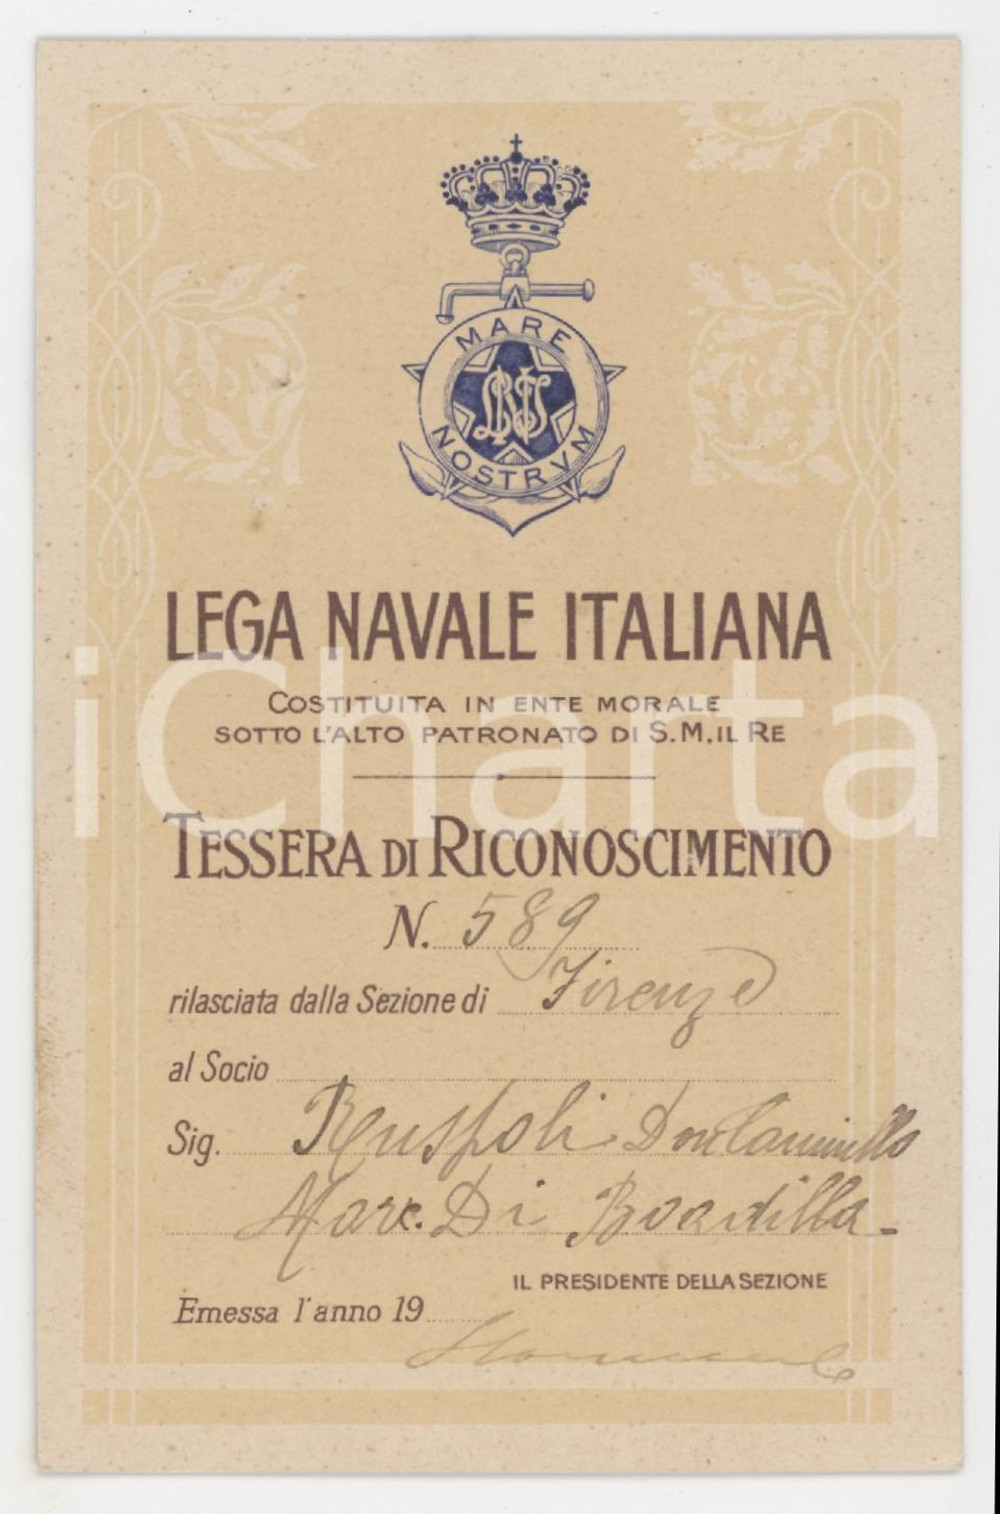 MARE
LNI
NOSTRVM
LEGA NAVALE ITALIANA
COSTITUITA IN ENTE MORALE
SOTTO L'ALTO PATRONATO DI S.M. IL RE
iCharta
TESSERA DI RICONOSCIMENTO
N. 589
rilasciata dalla Sezione di Firenze
al Socio
Sig. Ruspoli Don Camillo
Marc. Di Boadilla -
IL PRESIDENTE DELLA SEZIONE
Emessa l'anno 19